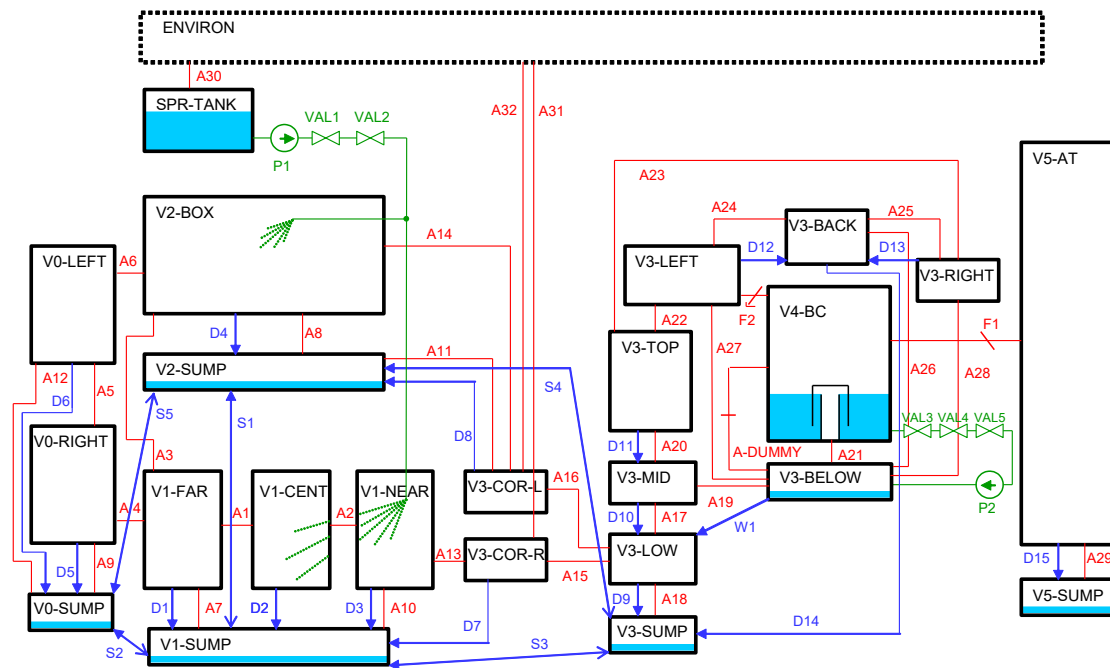 ENVIRON
A30
A32
A31
SPR-TANK
VAL1
VAL2
P1
A23
V5-AT
V2-BOX
A14
A24
V3-BACK
A25
D12
D13
V0-LEFT
A6
V3-LEFT
V3-RIGHT
F2
V4-BC
F1
D4
A8
A22
A11
V3-TOP
A27
A26
A28
A12
D6
A5
V2-SUMP
S4
S5
S1
D8
VAL3
VAL4
VAL5
V0-RIGHT
A3
D11
A20
A-DUMMY
A21
V1-FAR
V1-CENT
V1-NEAR
V3-COR-L
A16
V3-MID
V3-BELOW
A4
A1
A2
A19
P2
D10
A17
W1
A13
V3-COR-R
A15
V3-LOW
D5
A9
D15
A29
V0-SUMP
D1
A7
D2
D3
A10
D7
D9
A18
V5-SUMP
S2
V1-SUMP
S3
V3-SUMP
D14